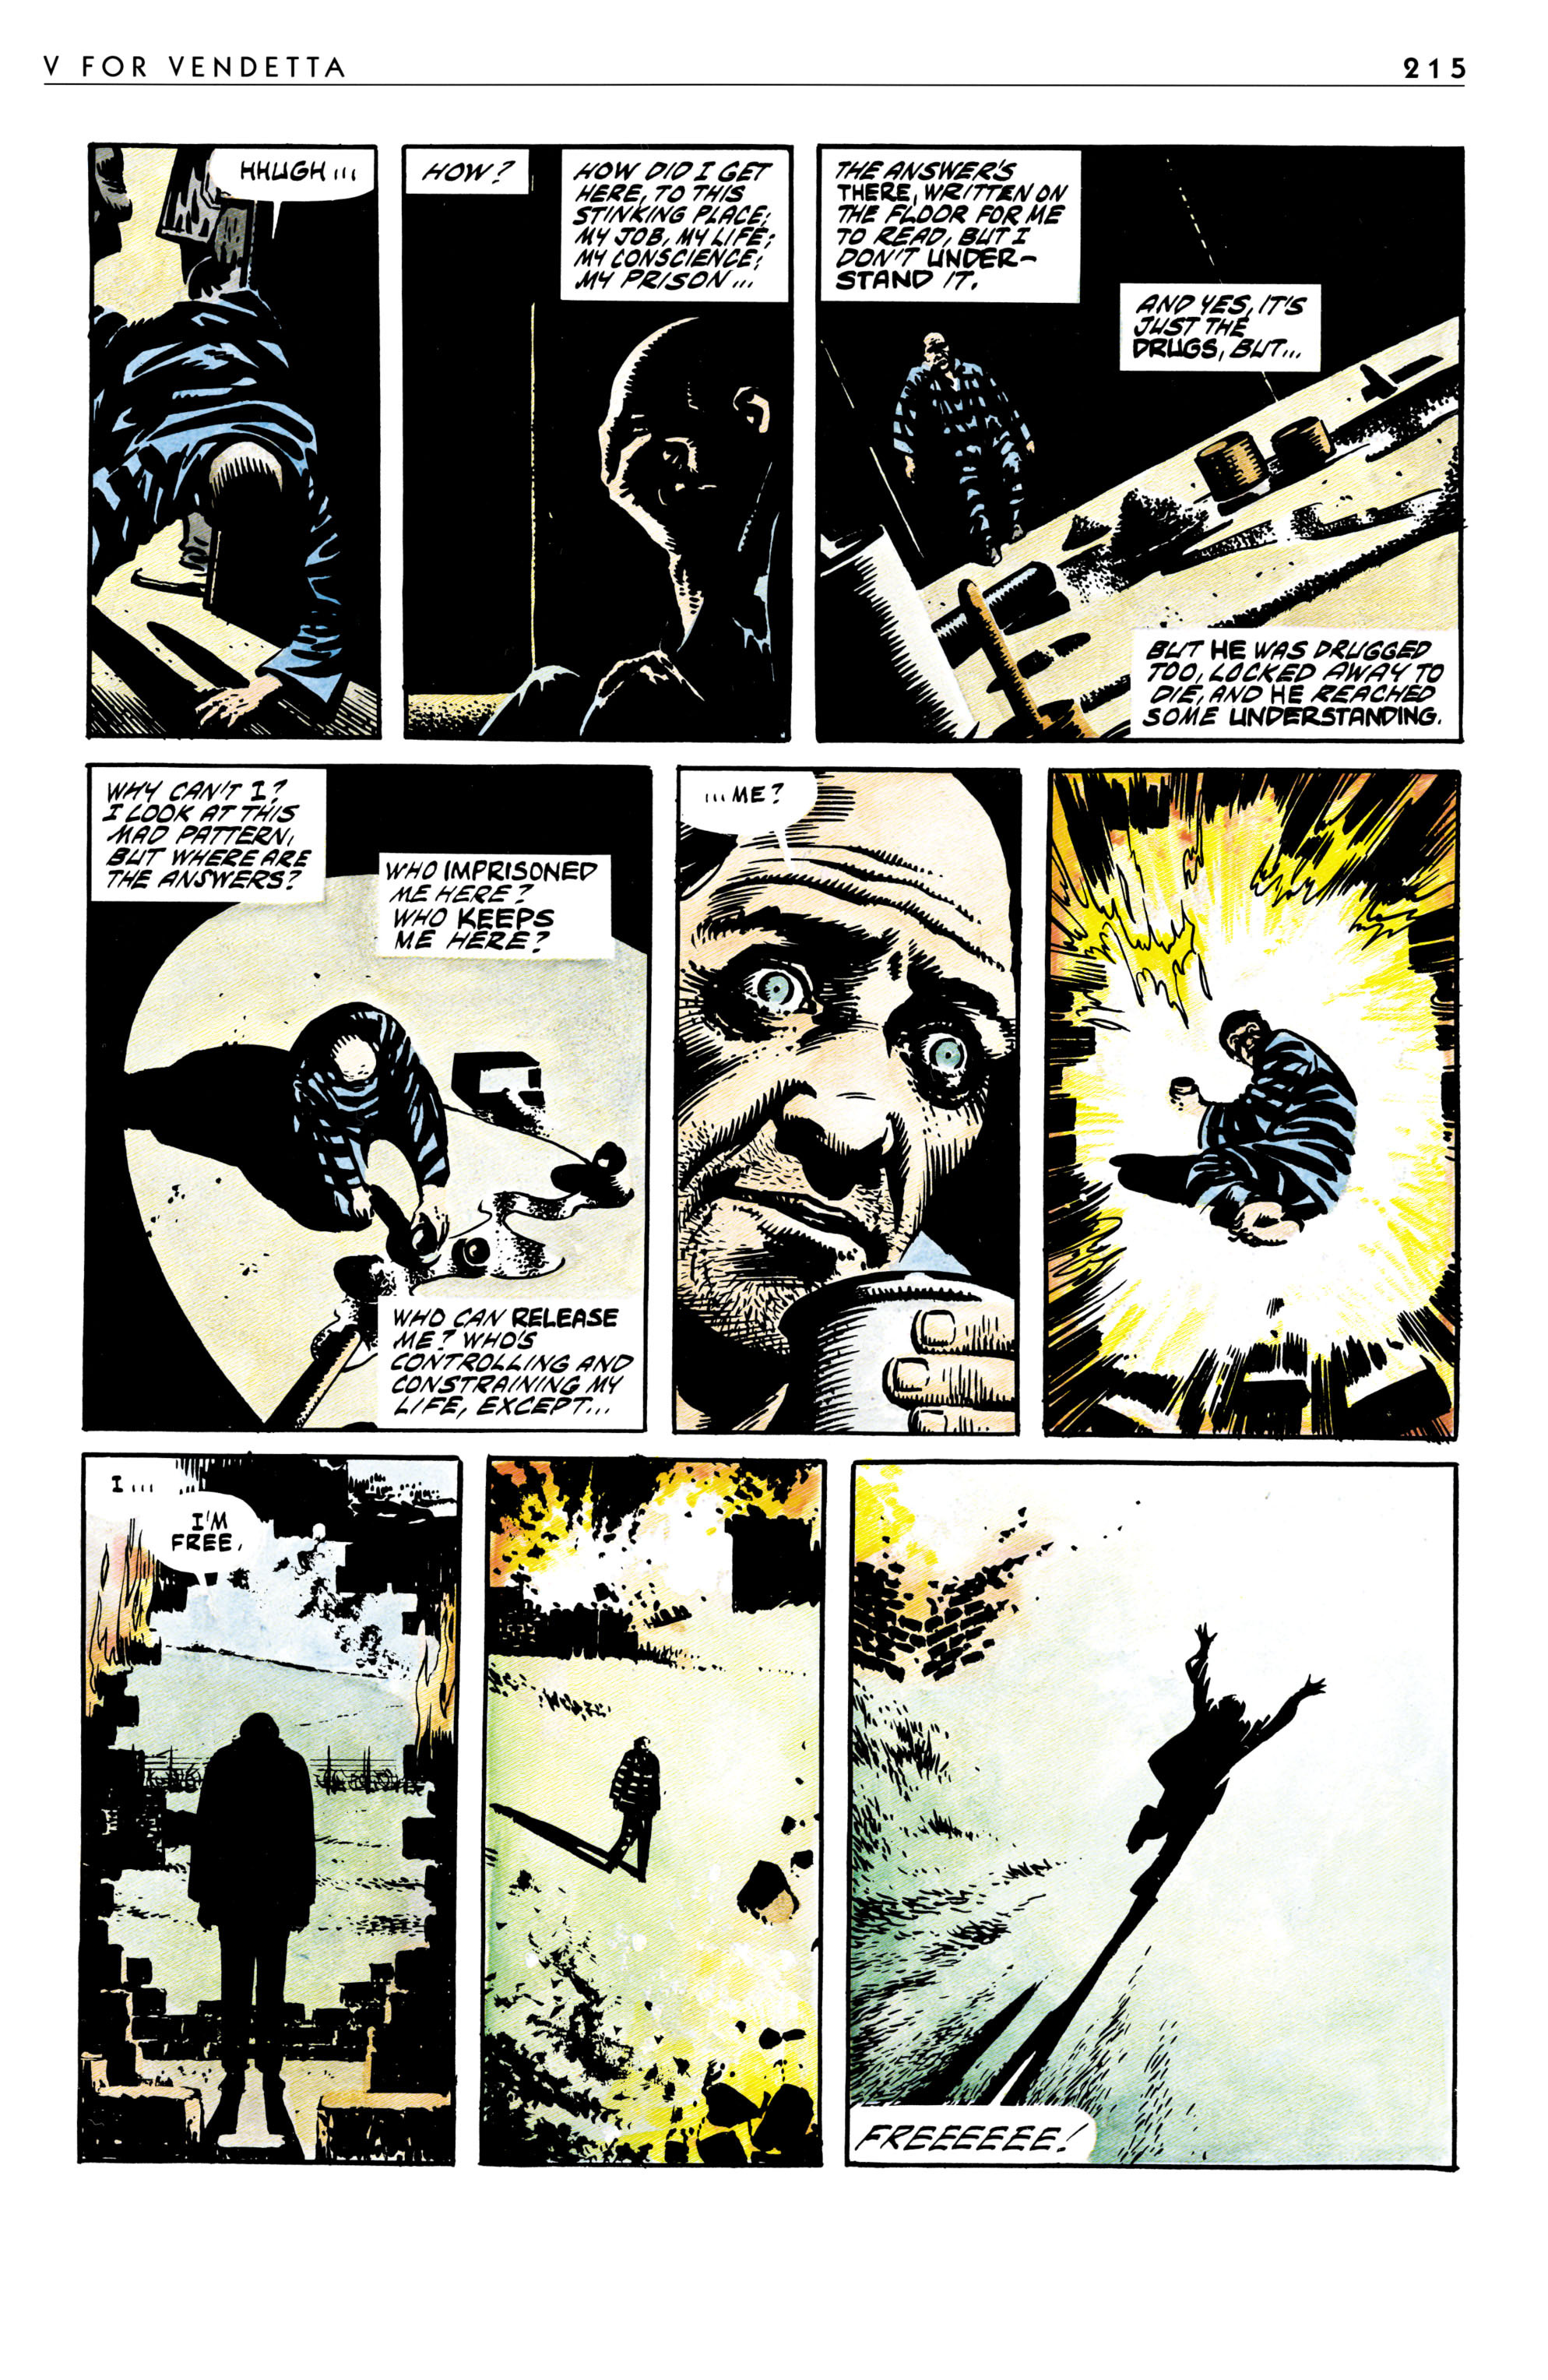 V FOR VENDETTA
215
HHUGH...
HOW?
HOW DID I GET
HERE, TO THIS
STINKING PLACE;
MY JOB, MY LIFE;
MY CONSCIENCE;
MY PRISON...
THE ANSWER'S
THERE, WRITTEN ON
THE FLOOR FOR ME
TO READ, BUT I
DON'T UNDER-
STAND IT.
AND YES, IT'S
JUST THE
DRUGS, BUT...
BUT HE WAS DRUGGED
TOO, LOCKED AWAY TO
DIE, AND HE REACHED
SOME UNDERSTANDING.
WHY CAN'T I?
I LOOK AT THIS
MAD PATTERN,
BUT WHERE ARE
THE ANSWERS?
WHO IMPRISONED
ME HERE?
WHO KEEPS
ME HERE?
WHO CAN RELEASE
ME? WHO'S
CONTROLLING AND
CONSTRAINING MY
LIFE, EXCEPT...
...ME?
I...
I'M
FREE.
FREEEEEE!